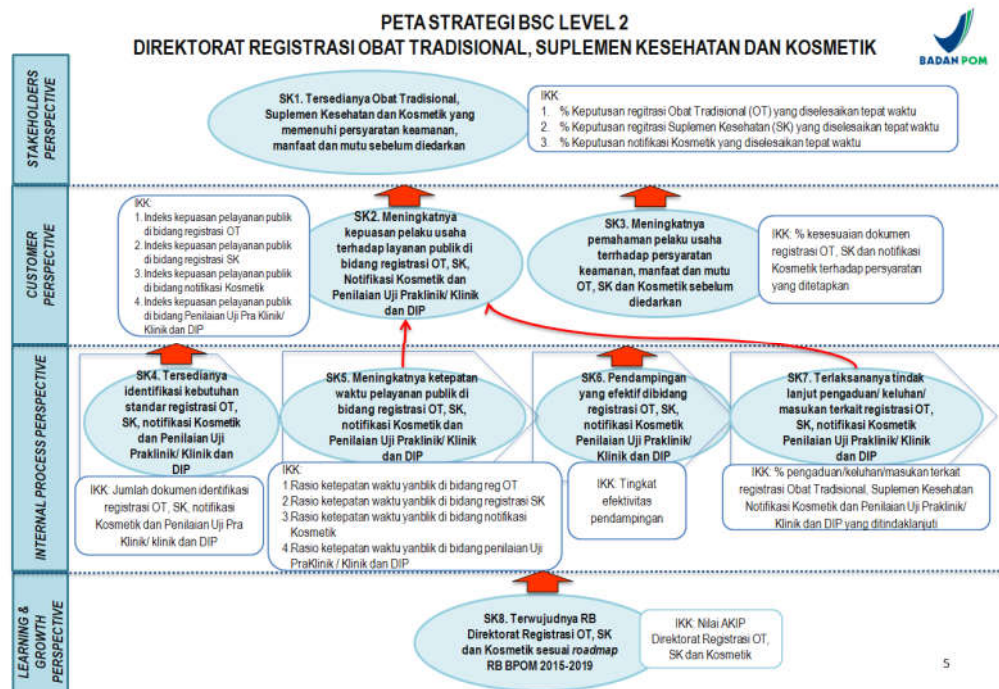 PETA STRATEGI BSC LEVEL 2
DIREKTORAT REGISTRASI OBAT TRADISIONAL, SUPLEMEN KESEHATAN DAN KOSMETIK
BADAN POM
STAKEHOLDERS
PERSPECTIVE
SK1. Tersedianya Obat Tradisional,
Suplemen Kesehatan dan Kosmetik yang
memenuhi persyaratan keamanan,
manfaat dan mutu sebelum diedarkan
IKK:
1. % Keputusan regitrasi Obat Tradisional (OT) yang diselesaikan tepat waktu
2. % Keputusan regitrasi Suplemen Kesehatan (SK) yang diselesaikan tepat waktu
3. % Keputusan notifikasi Kosmetik yang diselesaikan tepat waktu
CUSTOMER
PERSPECTIVE
IKK:
1. Indeks kepuasan pelayanan publik
di bidang registrasi OT
2. Indeks kepuasan pelayanan publik
di bidang registrasi SK
3. Indeks kepuasan pelayanan publik
di bidang notifikasi Kosmetik
4. Indeks kepuasan pelayanan publik
di bidang Penilaian Uji Pra Klinik/
Klinik dan DIP
SK2. Meningkatnya
kepuasan pelaku usaha
terhadap layanan publik di
bidang registrasi OT, SK,
Notifikasi Kosmetik dan
Penilaian Uji Praklinik/ Klinik
dan DIP
SK3. Meningkatnya
pemahaman pelaku usaha
terrhadap persyaratan
keamanan, manfaat dan mutu
OT, SK dan Kosmetik sebelum
diedarkan
IKK: % kesesuaian dokumen
registrasi OT, SK dan notifikasi
Kosmetik terhadap persyaratan
yang ditetapkan
INTERNAL PROCESS PERSPECTIVE
SK4. Tersedianya
identifikasi kebutuhan
standar registrasi OT,
SK, notifikasi Kosmetik
dan Penilaian Uji
Praklinik/ Klinik dan
DIP
IKK: Jumlah dokumen identifikasi
registrasi OT, SK, notifikasi
Kosmetik dan Penilaian Uji Pra
Klinik/ klinik dan DIP
SK5. Meningkatnya ketepatan
waktu pelayanan publik di
bidang registrasi OT, SK,
notifikasi Kosmetik dan
Penilaian Uji Praklinik/ Klinik
dan DIP
IKK:
1.Rasio ketepatan waktu yanblik di bidang reg OT
2.Rasio ketepatan waktu yanblik di bidang registrasi SK
3.Rasio ketepatan waktu yanblik di bidang notifikasi
Kosmetik
4.Rasio ketepatan waktu yanblik di bidang penilaian Uji
PraKlinik / Klinik dan DIP
SK6. Pendampingan
yang efektif dibidang
registrasi OT, SK,
notifikasi Kosmetik
Penilaian Uji Praklinik/
Klinik dan DIP
IKK: Tingkat
efektivitas
pendampingan
SK7. Terlaksananya tindak
lanjut pengaduan/ keluhan/
masukan terkait registrasi OT,
SK, notifikasi Kosmetik
Penilaian Uji Praklinik/ Klinik
dan DIP
IKK: % pengaduan/keluhan/masukan terkait
registrasi Obat Tradisional, Suplemen Kesehatan
Notifikasi Kosmetik dan Penilaian Uji Praklinik/
Klinik dan DIP yang ditindaklanjuti
LEARNING &
GROWTH
PERSPECTIVE
SK8. Terwujudnya RB
Direktorat Registrasi OT, SK
dan Kosmetik sesuai roadmap
RB BPOM 2015-2019
IKK: Nilai AKIP
Direktorat Registrasi OT,
SK dan Kosmetik
5